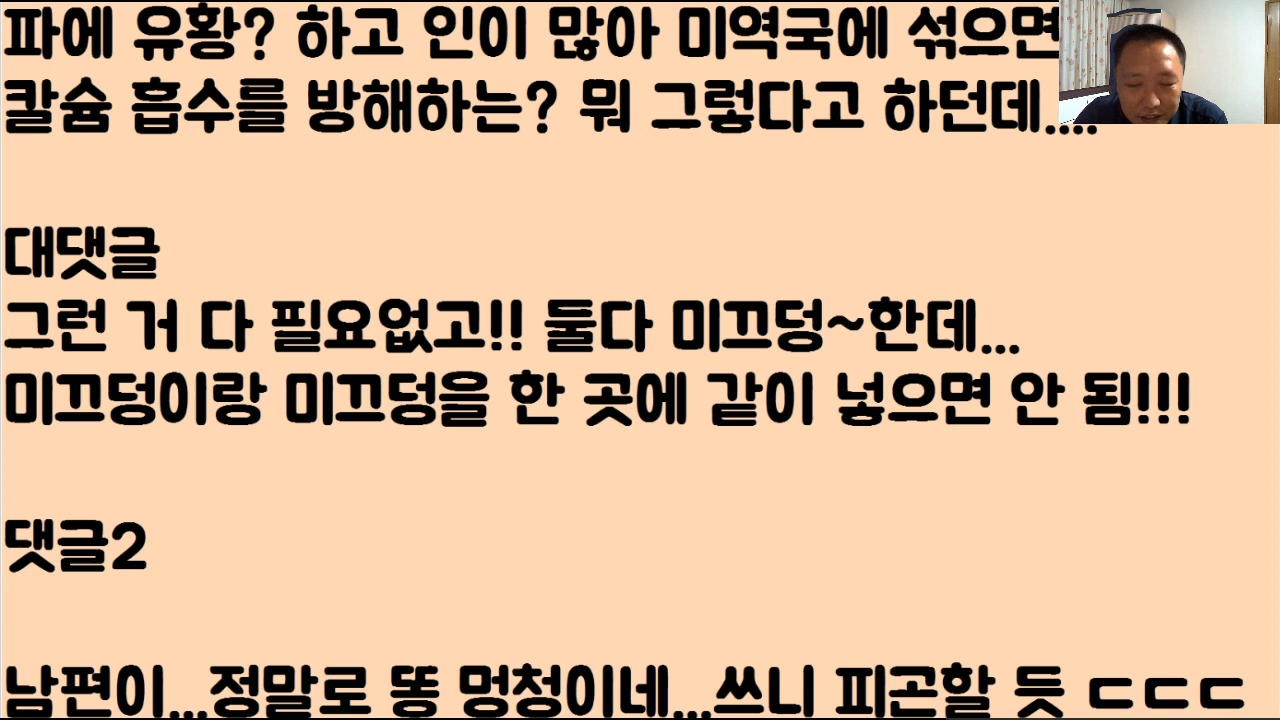 파에 유황? 하고 인이 많아 미역국에 섞으면
칼슘 흡수를 방해하는? 뭐 그렇다고 하던데....
대댓글
그런 거 다 필요없고!! 둘다 미끄덩~한데...
미끄덩이랑 미끄덩을 한 곳에 같이 넣으면 안 됨!!!
댓글2
남편이...정말로 똥 멍청이네...쓰니 피곤할 듯 ㄷㄷㄷ